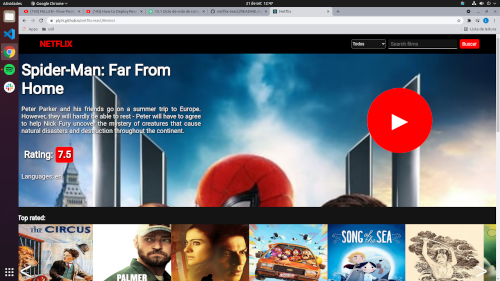 Atividades
Google Chrome
21 de set 12:47
Netflix
Apps
NETFLIX
Todos
Search films
Buscar
Spider-Man: Far From
Home
Peter Parker and his friends go on a summer trip to Europe.
However, they will hardly be able to rest - Peter will have to agree
to help Nick Fury uncover the mystery of creatures that cause
natural disasters and destruction throughout the continent.
Rating: 7.5
Languages: en
Top rated:
THE CIRCUS
PALMER
SONG of the SEA